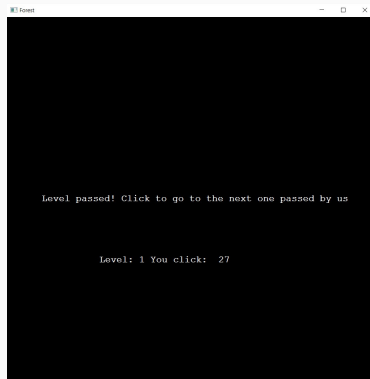 Forest
Level passed! Click to go to the next one passed by us
Level: 1 You click: 27